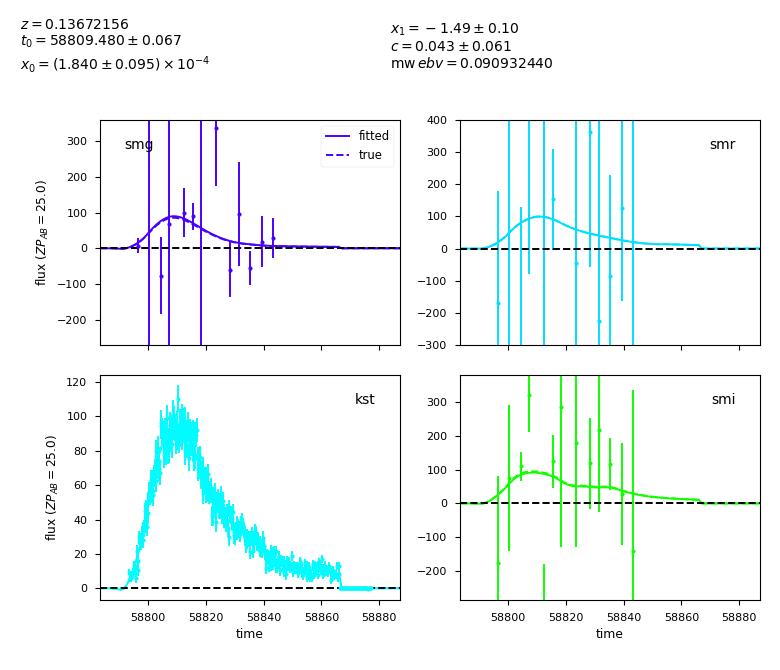 z = 0.13672156
t₀ = 58809.480 ± 0.067
x₀ = (1.840 ± 0.095) × 10⁻⁴
x₁ = −1.49 ± 0.10
c = 0.043 ± 0.061
mw ebv = 0.090932440
smg
fitted
true
300
200
100
0
−100
−200
flux (ZP_AB = 25.0)
smr
400
300
200
100
0
−100
−200
−300
kst
120
100
80
60
40
20
0
flux (ZP_AB = 25.0)
58800 58820 58840 58860 58880
time
smi
300
200
100
0
−100
−200
58800 58820 58840 58860 58880
time